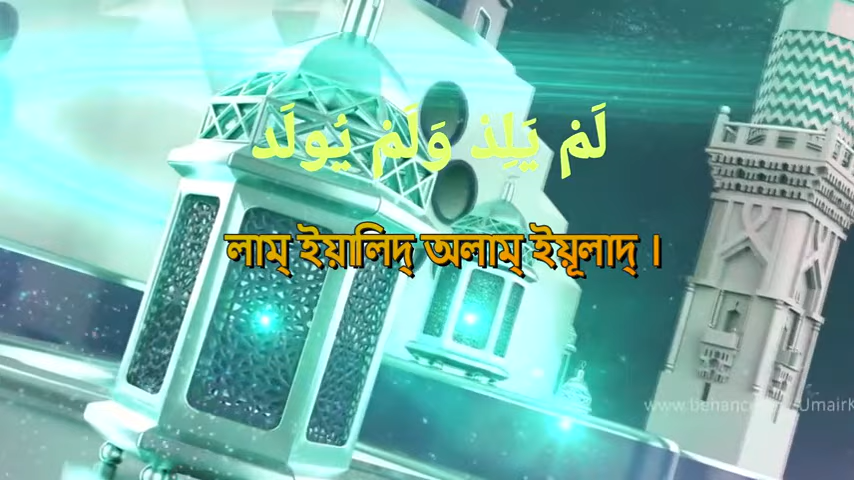 لَمْ يَلِدْ وَلَمْ يُولَد
লাম্ ইয়ালিদ্ অলাম্ ইয়ূলাদ্।